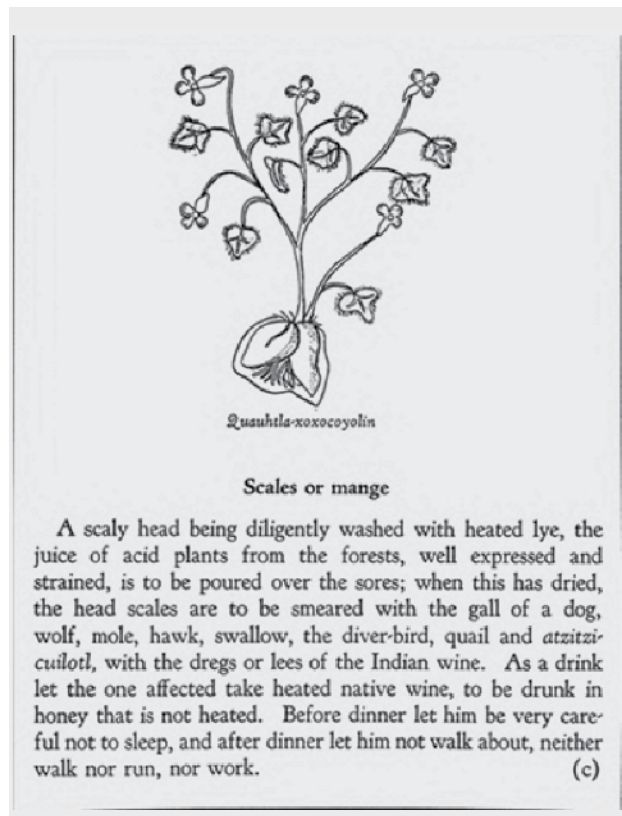 Quauhtla-xoxocoyolin
Scales or mange
A scaly head being diligently washed with heated lye, the
juice of acid plants from the forests, well expressed and
strained, is to be poured over the sores; when this has dried,
the head scales are to be smeared with the gall of a dog,
wolf, mole, hawk, swallow, the diver-bird, quail and atzitzi-
cuilotl, with the dregs or lees of the Indian wine. As a drink
let the one affected take heated native wine, to be drunk in
honey that is not heated. Before dinner let him be very care-
ful not to sleep, and after dinner let him not walk about, neither
walk nor run, nor work. (c)